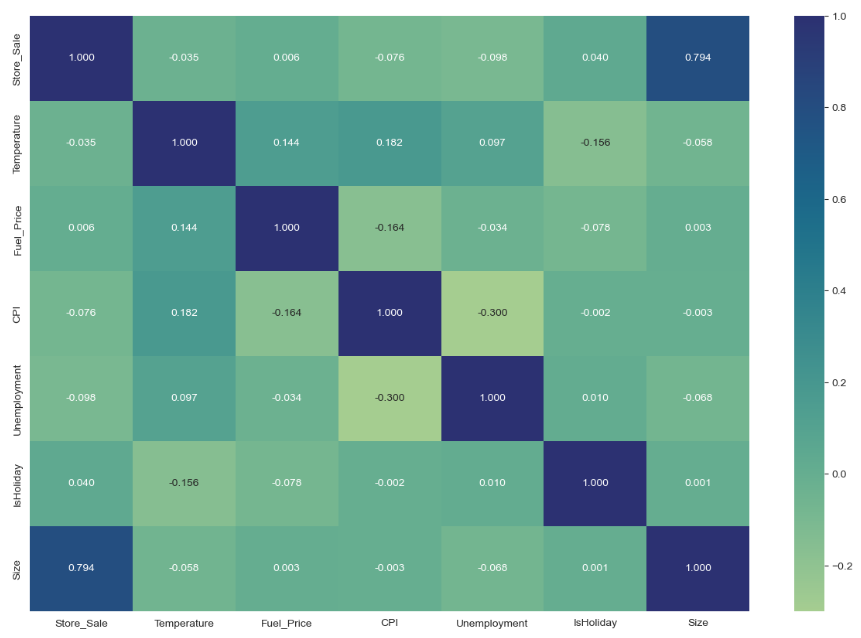 Store_Sale 1.000 -0.035 0.006 -0.076 -0.098 0.040 0.794
Temperature -0.035 1.000 0.144 0.182 0.097 -0.156 -0.058
Fuel_Price 0.006 0.144 1.000 -0.164 -0.034 -0.078 0.003
CPI -0.076 0.182 -0.164 1.000 -0.300 -0.002 -0.003
Unemployment -0.098 0.097 -0.034 -0.300 1.000 0.010 -0.068
IsHoliday 0.040 -0.156 -0.078 -0.002 0.010 1.000 0.001
Size 0.794 -0.058 0.003 -0.003 -0.068 0.001 1.000
Store_Sale Temperature Fuel_Price CPI Unemployment IsHoliday Size
1.0
0.8
0.6
0.4
0.2
0.0
−0.2